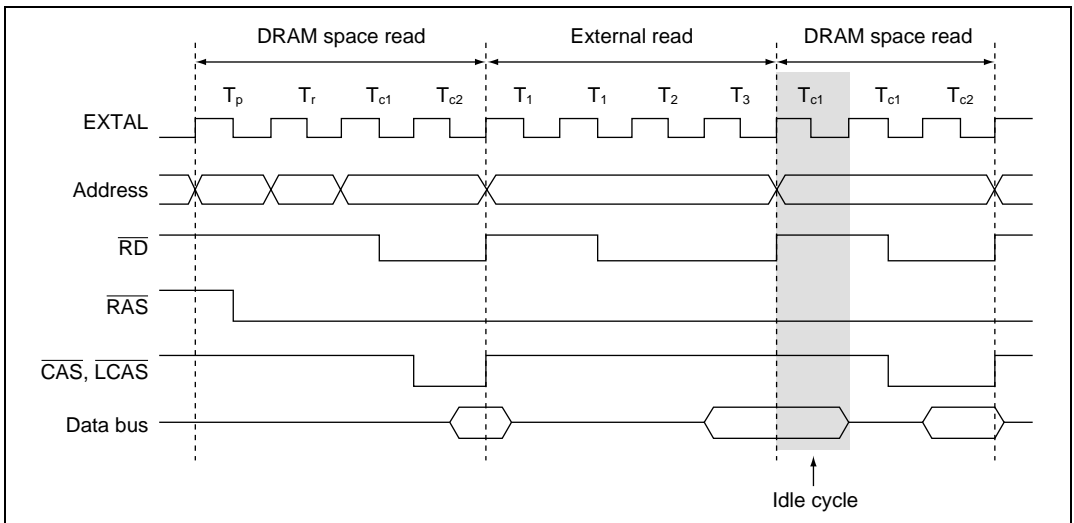 DRAM space read External read DRAM space read
Tp Tr Tc1 Tc2 T1 T1 T2 T3 Tc1 Tc1 Tc2
EXTAL
Address
RD
RAS
CAS, LCAS
Data bus
Idle cycle